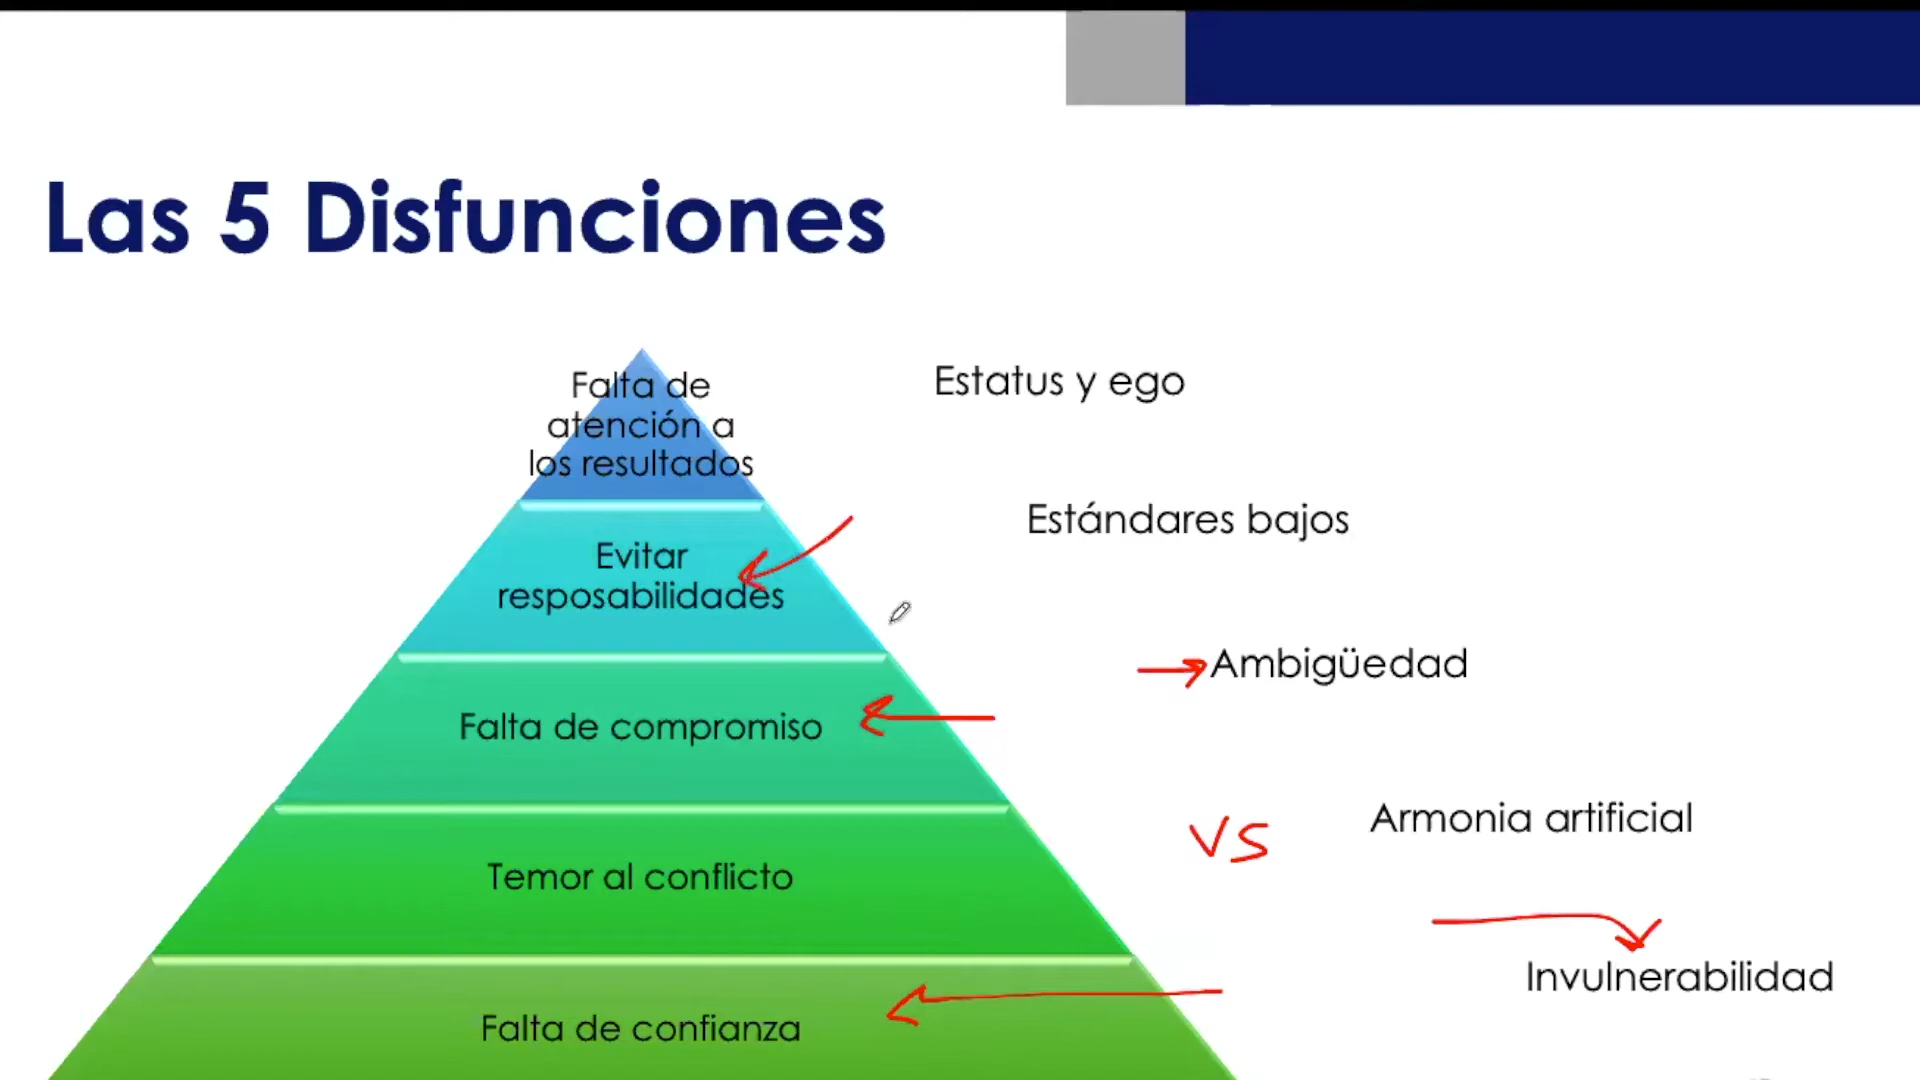 Las 5 Disfunciones
Falta de
atención a
los resultados
Estatus y ego
Evitar
resposabilidades
Estándares bajos
Falta de compromiso
Ambigüedad
Temor al conflicto
VS
Armonia artificial
Falta de confianza
Invulnerabilidad